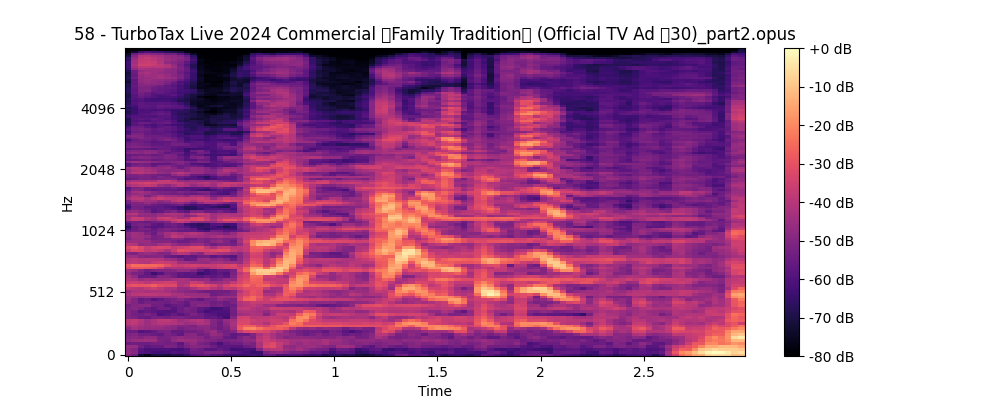 58 - TurboTax Live 2024 Commercial ▯Family Tradition▯ (Official TV Ad ▯30)_part2.opus
Hz
4096
2048
1024
512
0
0 0.5 1 1.5 2 2.5
Time
+0 dB
-10 dB
-20 dB
-30 dB
-40 dB
-50 dB
-60 dB
-70 dB
-80 dB